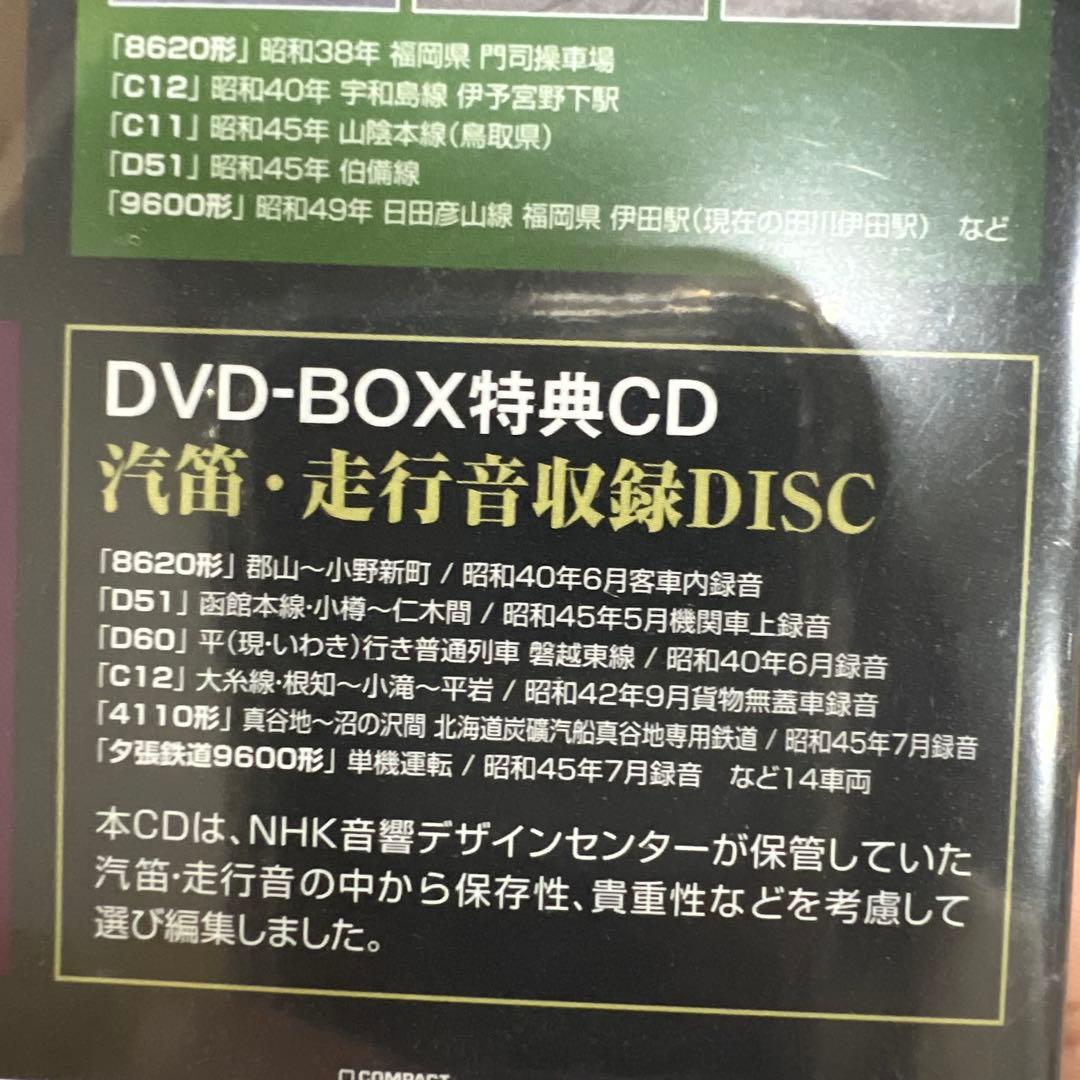 「8620形」昭和38年 福岡県 門司操車場
「C12」昭和40年 宇和島線 伊予宮野下駅
「C11」昭和45年 山陰本線(鳥取県)
「D51」昭和45年 伯備線
「9600形」昭和49年 日田彦山線 福岡県 伊田駅(現在の田川伊田駅) など
DVD-BOX特典CD
汽笛・走行音収録DISC
「8620形」郡山〜小野新町 / 昭和40年6月客車内録音
「D51」函館本線・小樽〜仁木間 / 昭和45年5月機関車上録音
「D60」平(現・いわき)行き普通列車 磐越東線 / 昭和40年6月録音
「C12」大糸線・根知〜小滝〜平岩 / 昭和42年9月貨物無蓋車録音
「4110形」真谷地〜沼の沢間 北海道炭礦汽船真谷地専用鉄道 / 昭和45年7月録音
「夕張鉄道9600形」単機運転 / 昭和45年7月録音 など14車両
本CDは、NHK音響デザインセンターが保管していた
汽笛・走行音の中から保存性、貴重性などを考慮して
選び編集しました。
COMPACT